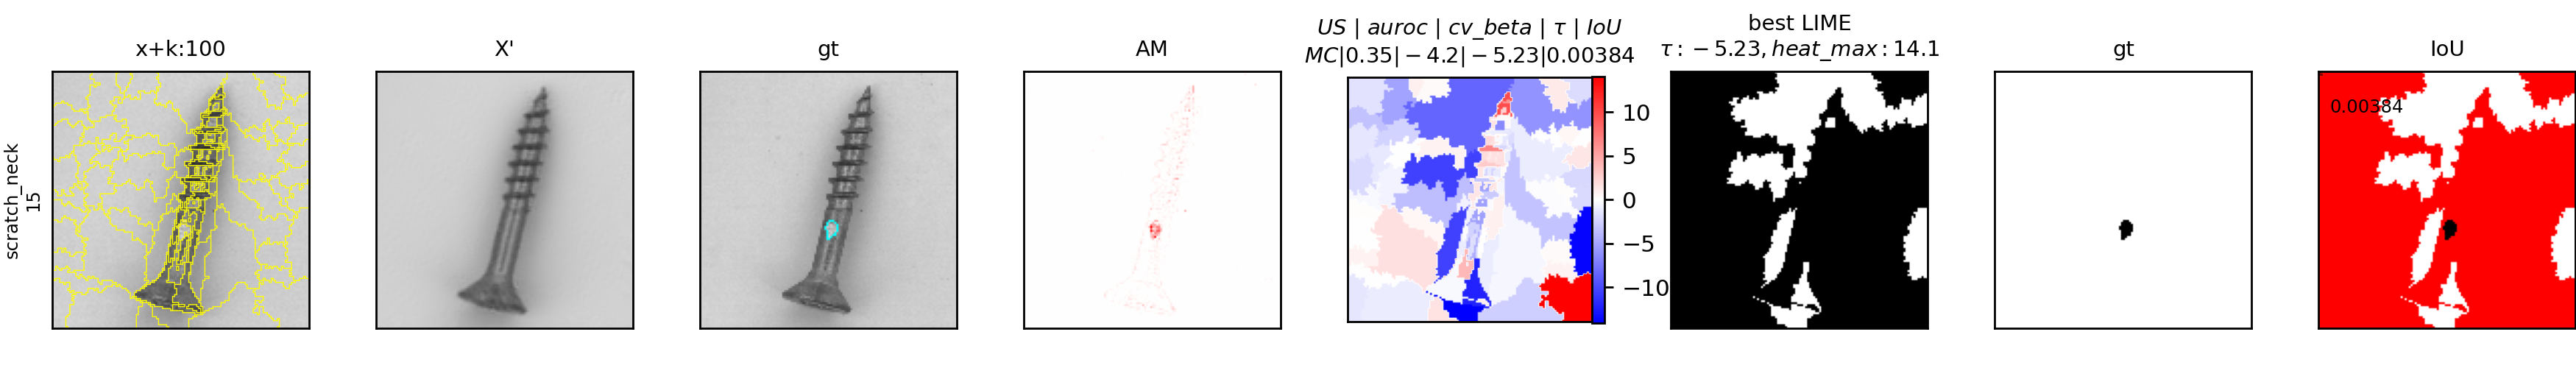 scratch_neck
15
x+k:100
X'
gt
AM
US | auroc | cv_beta | τ | IoU
MC|0.35| − 4.2| − 5.23|0.00384
10
5
0
−5
−10
best LIME
τ : − 5.23, heat_max : 14.1
gt
IoU
0.00384